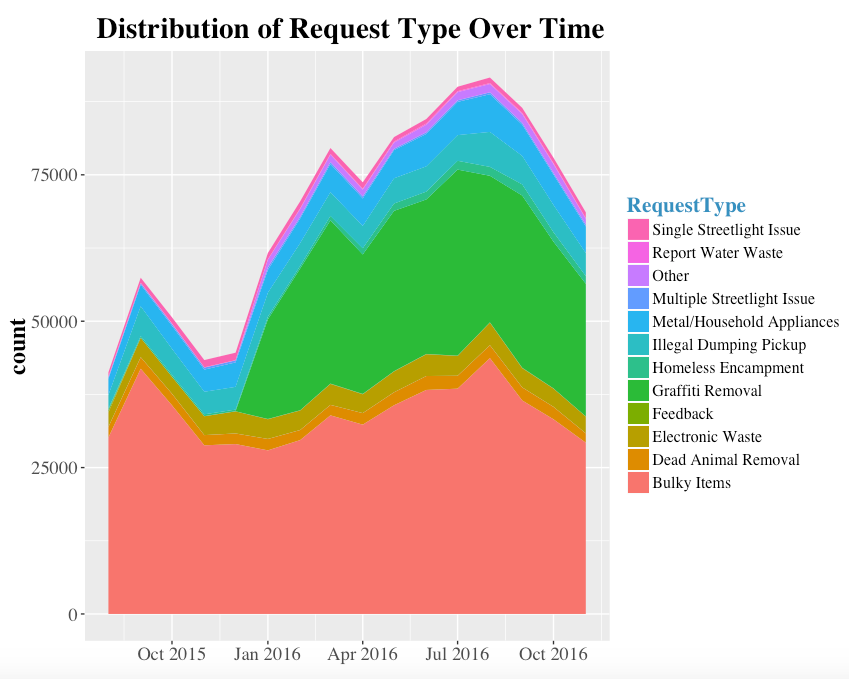 Distribution of Request Type Over Time
count
75000
50000
25000
0
Oct 2015
Jan 2016
Apr 2016
Jul 2016
Oct 2016
RequestType
Single Streetlight Issue
Report Water Waste
Other
Multiple Streetlight Issue
Metal/Household Appliances
Illegal Dumping Pickup
Homeless Encampment
Graffiti Removal
Feedback
Electronic Waste
Dead Animal Removal
Bulky Items